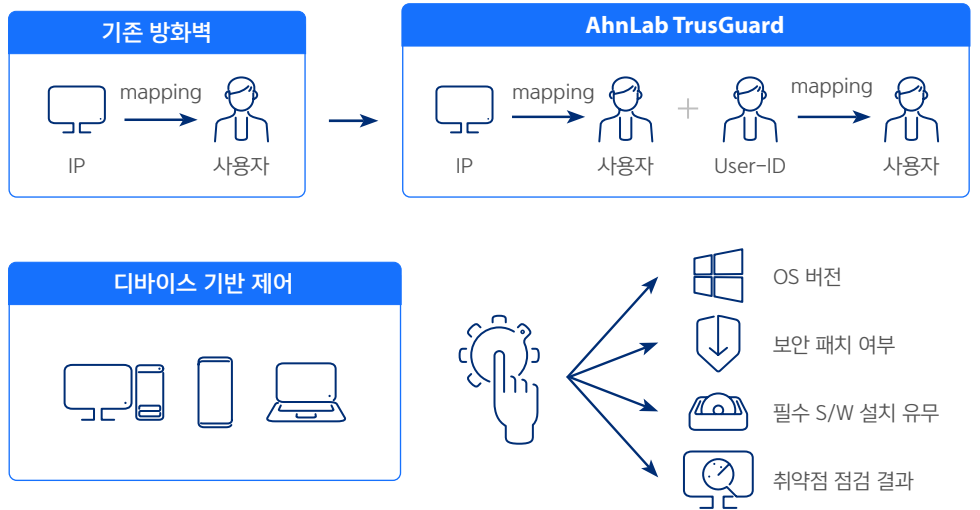 기존 방화벽
mapping
IP
사용자
AhnLab TrusGuard
mapping
mapping
IP
사용자
User-ID
사용자
디바이스 기반 제어
OS 버전
보안 패치 여부
필수 S/W 설치 유무
취약점 점검 결과